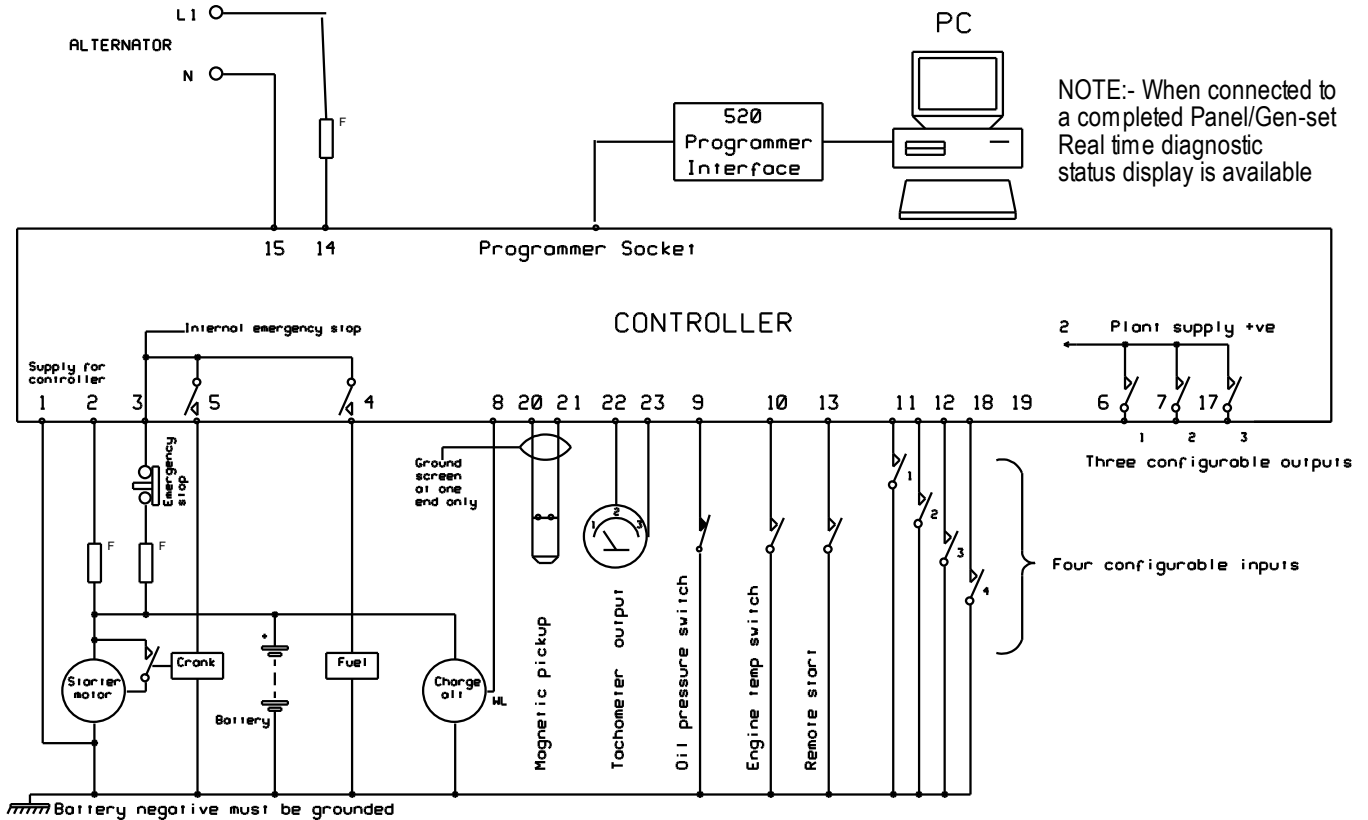 L1
ALTERNATOR
N
F
PC
520
Programmer
Interface
NOTE:- When connected to
a completed Panel/Gen-set
Real time diagnostic
status display is available
15 14 Programmer Socket
CONTROLLER
Internal emergency stop
Supply for
controller
2 Plant supply +ve
1 2 3 5 4 8 20 21 22 23 9 10 13 11 12 18 19 6 7 17
1 2 3
Three configurable outputs
Emergency
stop
Ground
screen
at one
end only
F F
1 2 3
1
2
3
4
Four configurable inputs
Starter
motor
Crank
+
Battery
Fuel
Charge
alt
WL
Magnetic pickup
Tachometer output
Oil pressure switch
Engine temp switch
Remote start
Battery negative must be grounded